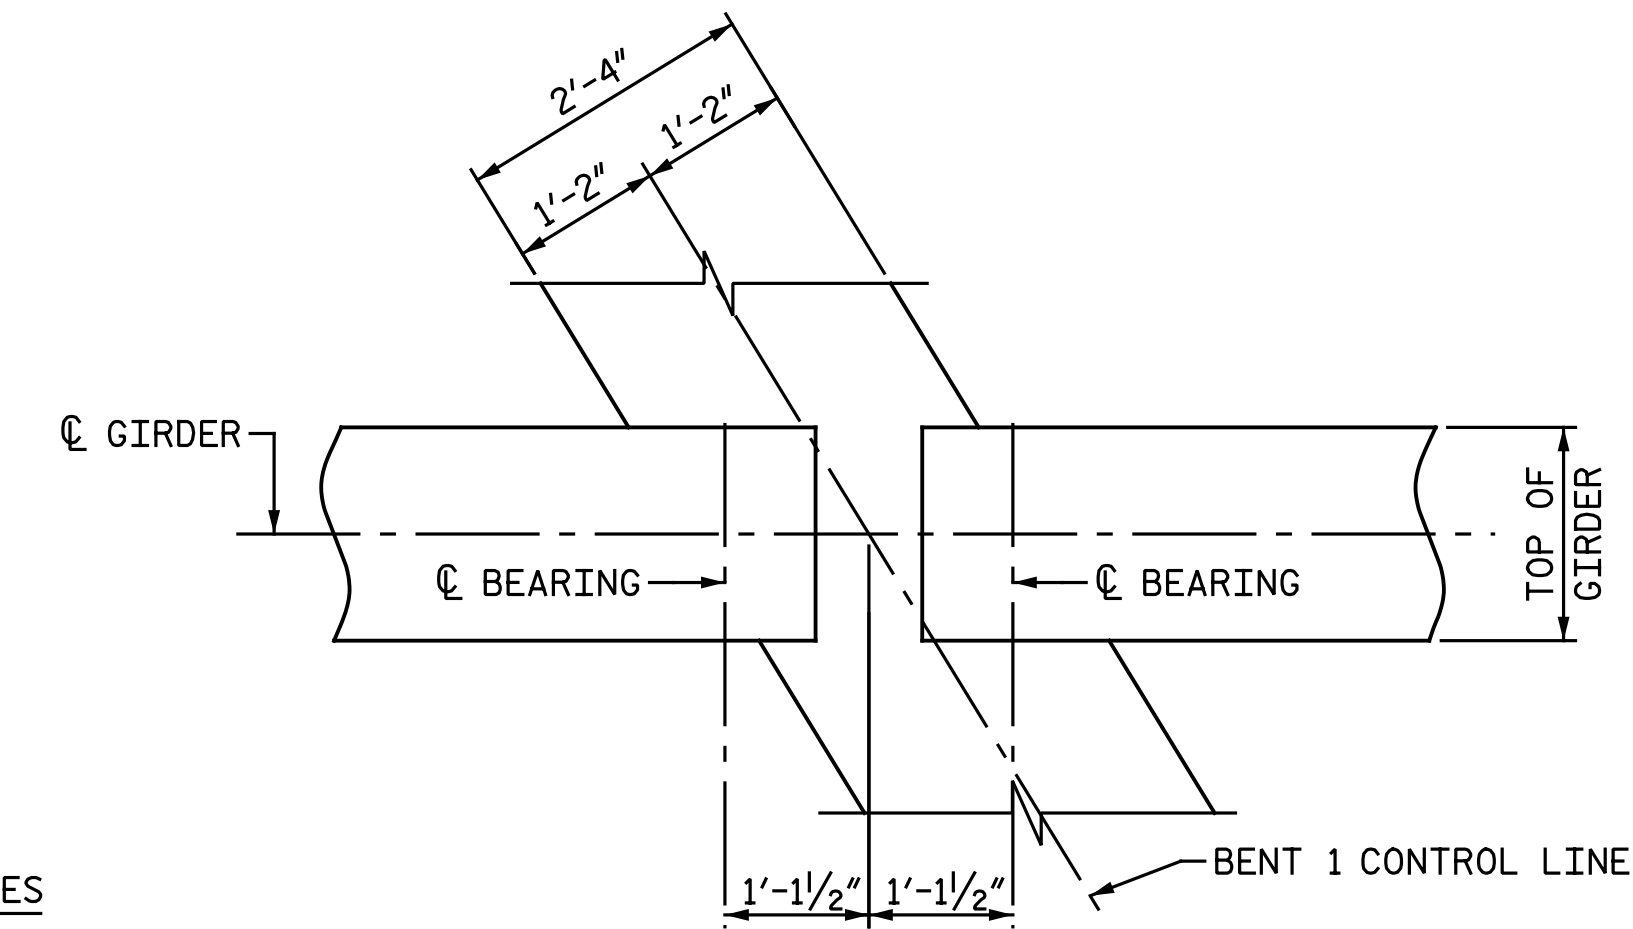 2'-4"
1'-2"
1'-2"
℄ GIRDER
℄ BEARING
℄ BEARING
TOP OF
GIRDER
BENT 1 CONTROL LINE
ES
1'-1½"
1'-1½"